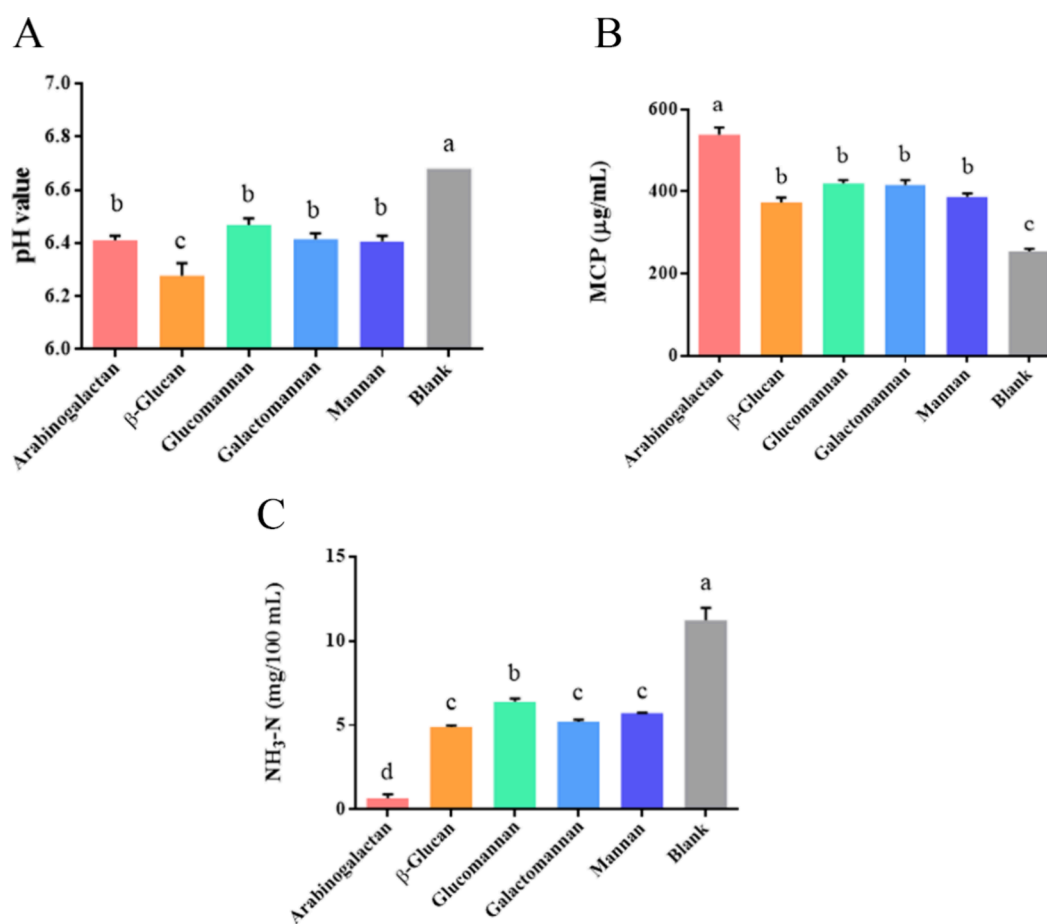 A
pH value
7.0
6.8
6.6
6.4
6.2
6.0
b
c
b
b
b
a
Arabinogalactan
β-Glucan
Glucomannan
Galactomannan
Mannan
Blank
B
MCP (μg/mL)
600
400
200
0
a
b
b
b
b
c
Arabinogalactan
β-Glucan
Glucomannan
Galactomannan
Mannan
Blank
C
NH₃-N (mg/100 mL)
15
10
5
0
d
c
b
c
c
a
Arabinogalactan
β-Glucan
Glucomannan
Galactomannan
Mannan
Blank